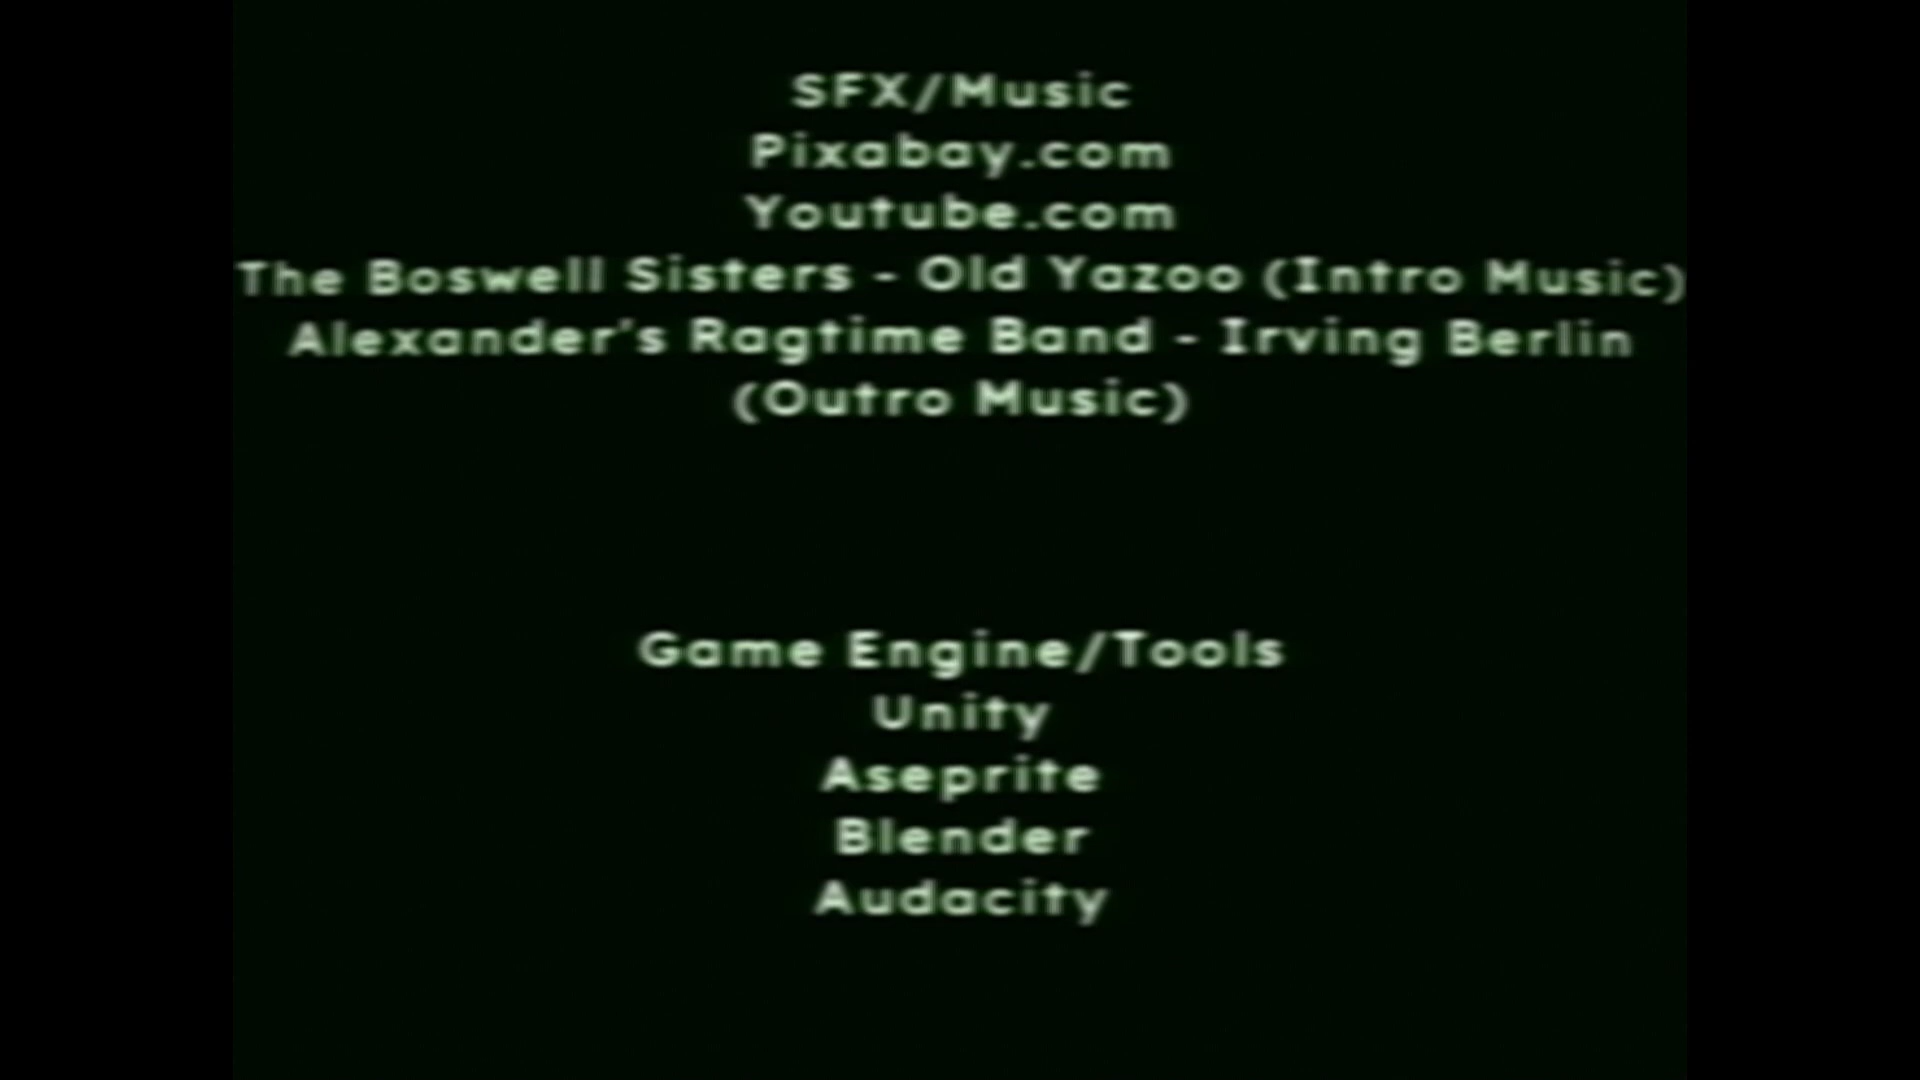 SFX/Music
Pixabay.com
Youtube.com
The Boswell Sisters - Old Yazoo (Intro Music)
Alexander's Ragtime Band - Irving Berlin
(Outro Music)
Game Engine/Tools
Unity
Aseprite
Blender
Audacity